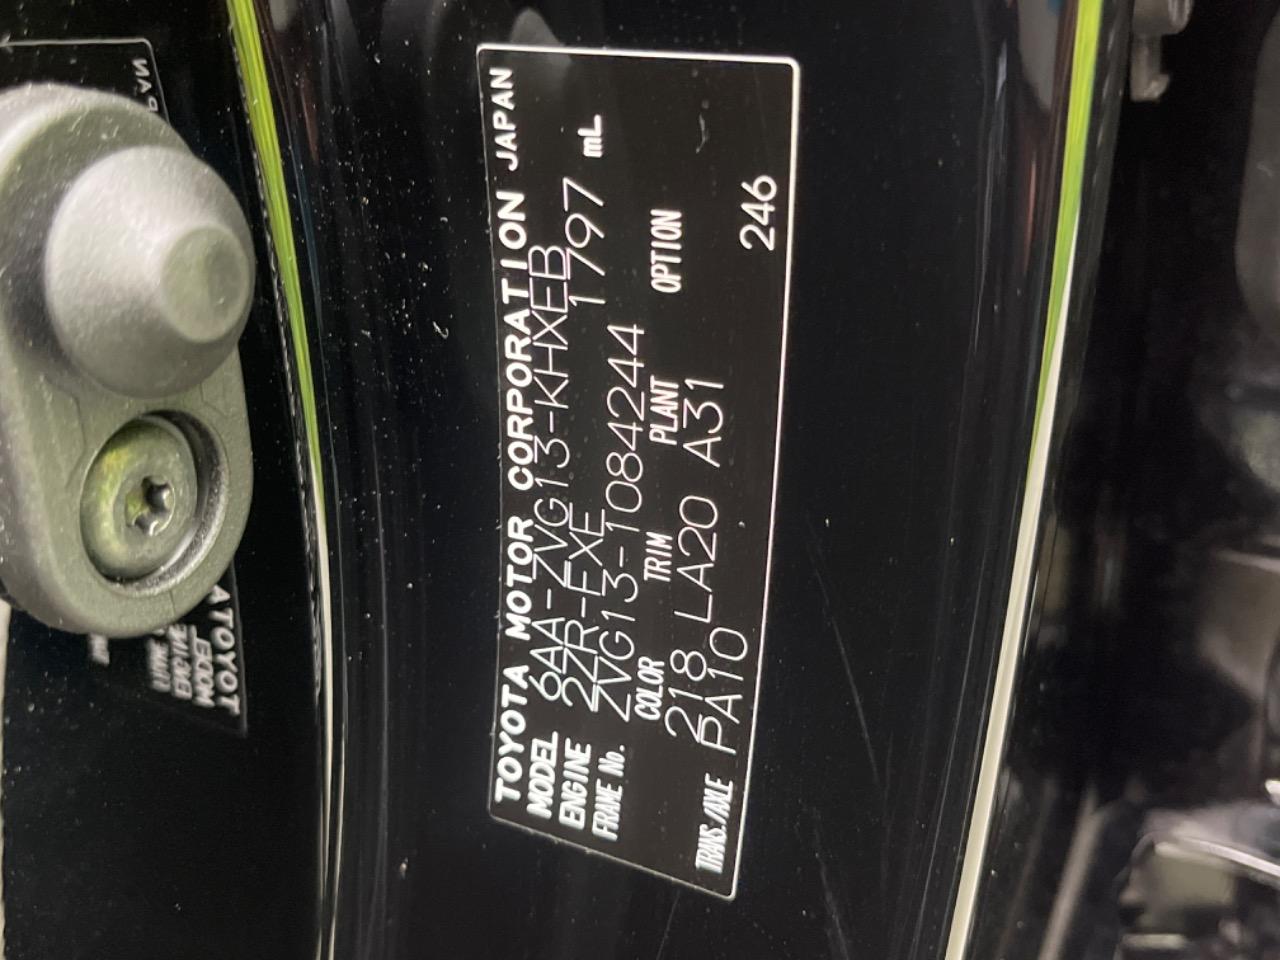 TOYOTA MOTOR CORPORATION JAPAN
MODEL 6AA-ZVG13-KHXEB
ENGINE 2ZR-FXE 1797 mL
FRAME No. ZVG13-1084244
COLOR TRIM PLANT OPTION
218 LA20 A31
TRANS./AXLE PA10 246